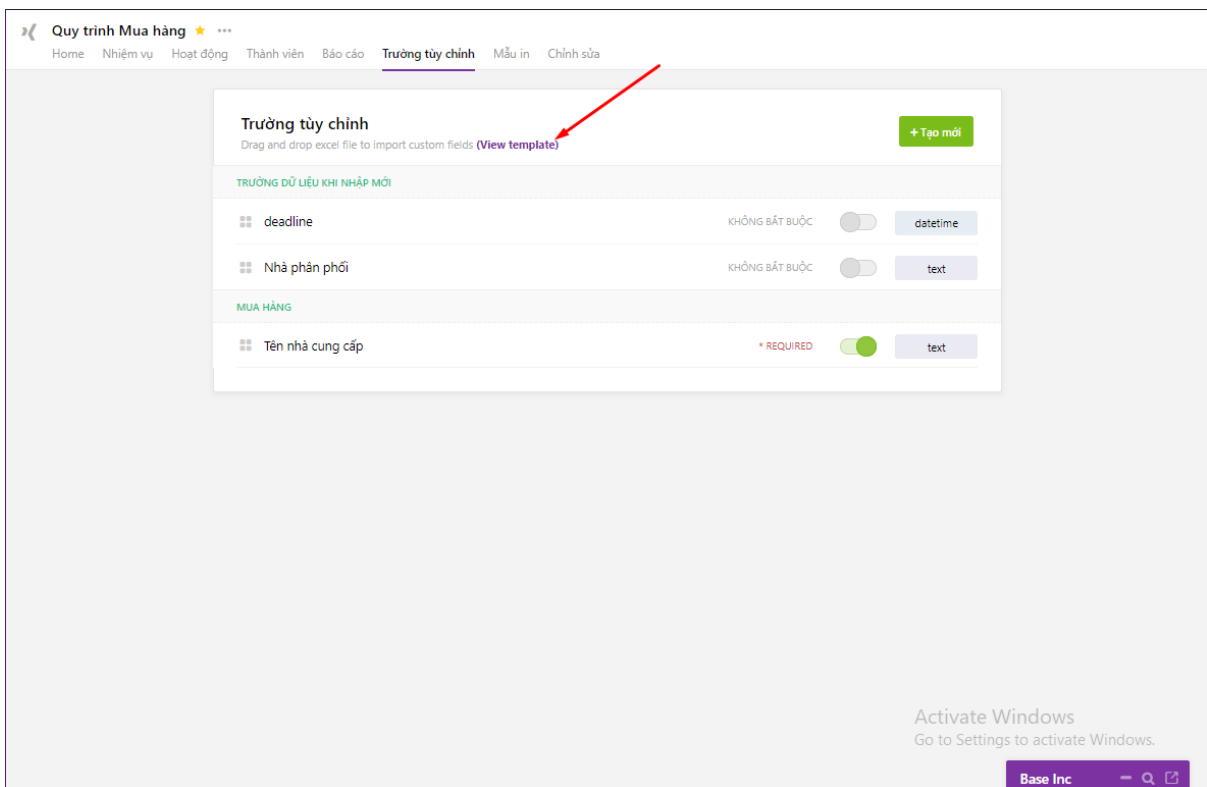 Quy trình Mua hàng
Home Nhiệm vụ Hoạt động Thành viên Báo cáo Trường tùy chỉnh Mẫu in Chỉnh sửa
Trường tùy chỉnh
Drag and drop excel file to import custom fields (View template)
+ Tạo mới
TRƯỜNG DỮ LIỆU KHI NHẬP MỚI
deadline KHÔNG BẮT BUỘC datetime
Nhà phân phối KHÔNG BẮT BUỘC text
MUA HÀNG
Tên nhà cung cấp * REQUIRED text
Activate Windows
Go to Settings to activate Windows.
Base Inc